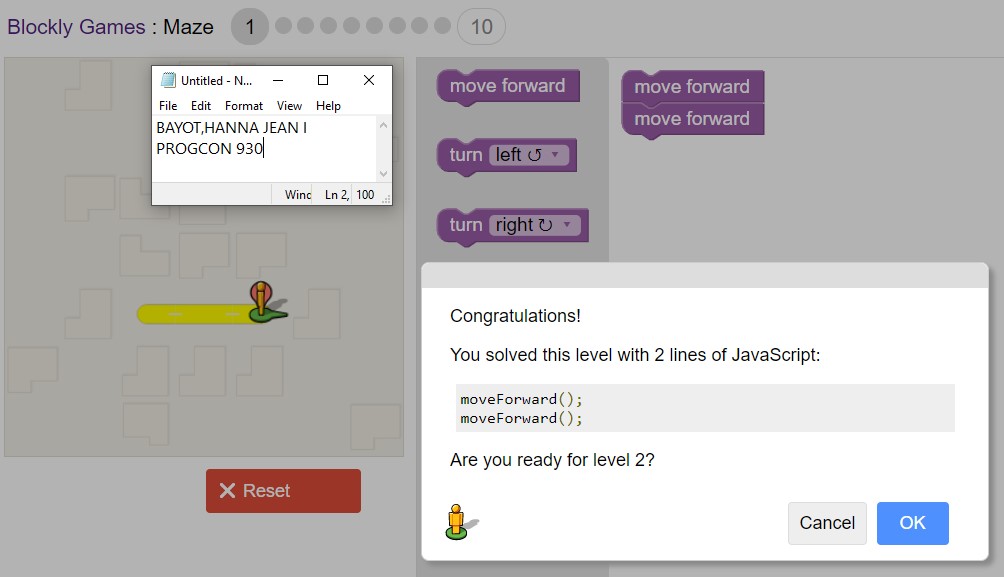 Blockly Games : Maze 1 10
Untitled - N...
File Edit Format View Help
BAYOT,HANNA JEAN I
PROGCON 930
Ln 2, 100
move forward
turn left
turn right
move forward
move forward
Congratulations!
You solved this level with 2 lines of JavaScript:
moveForward();
moveForward();
Are you ready for level 2?
Cancel OK
Reset